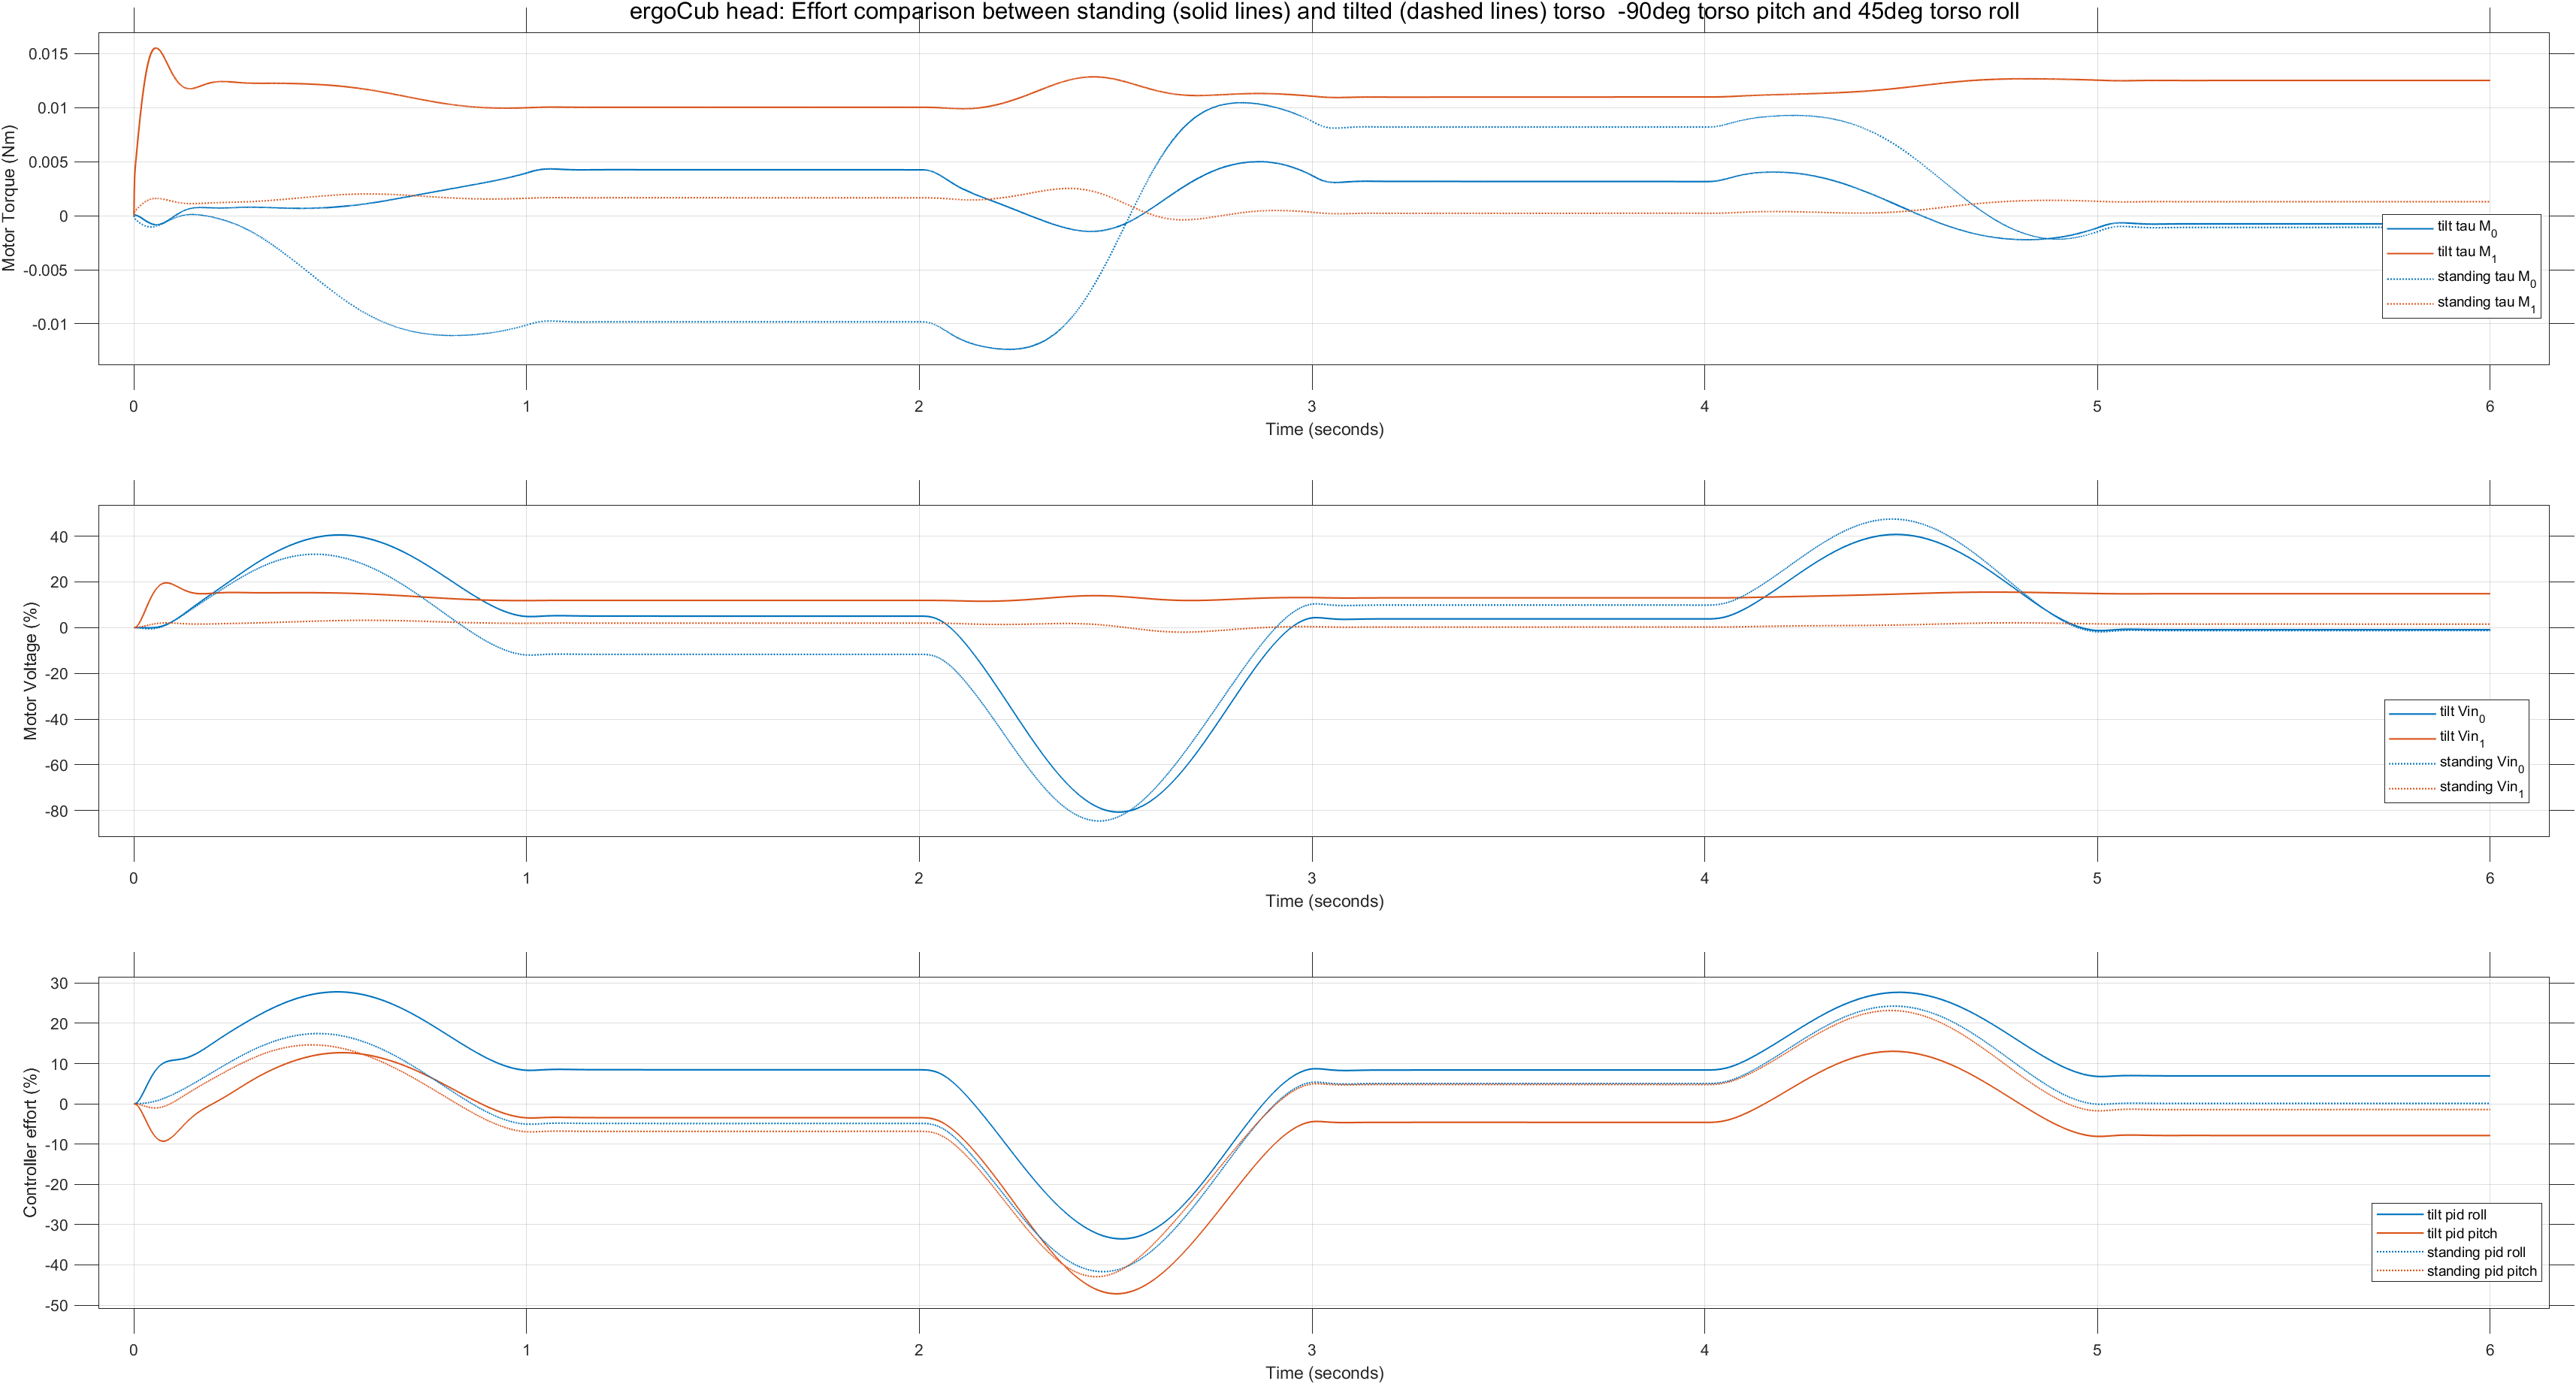 ergoCub head: Effort comparison between standing (solid lines) and tilted (dashed lines) torso  -90deg torso pitch and 45deg torso roll
Motor Torque (Nm)
0.015
0.01
0.005
0
-0.005
-0.01
tilt tau M0
tilt tau M1
standing tau M0
standing tau M1
0 1 2 3 4 5 6
Time (seconds)
Motor Voltage (%)
40
20
0
-20
-40
-60
-80
tilt Vin0
tilt Vin1
standing Vin0
standing Vin1
0 1 2 3 4 5 6
Time (seconds)
Controller effort (%)
30
20
10
0
-10
-20
-30
-40
-50
tilt pid roll
tilt pid pitch
standing pid roll
standing pid pitch
0 1 2 3 4 5 6
Time (seconds)